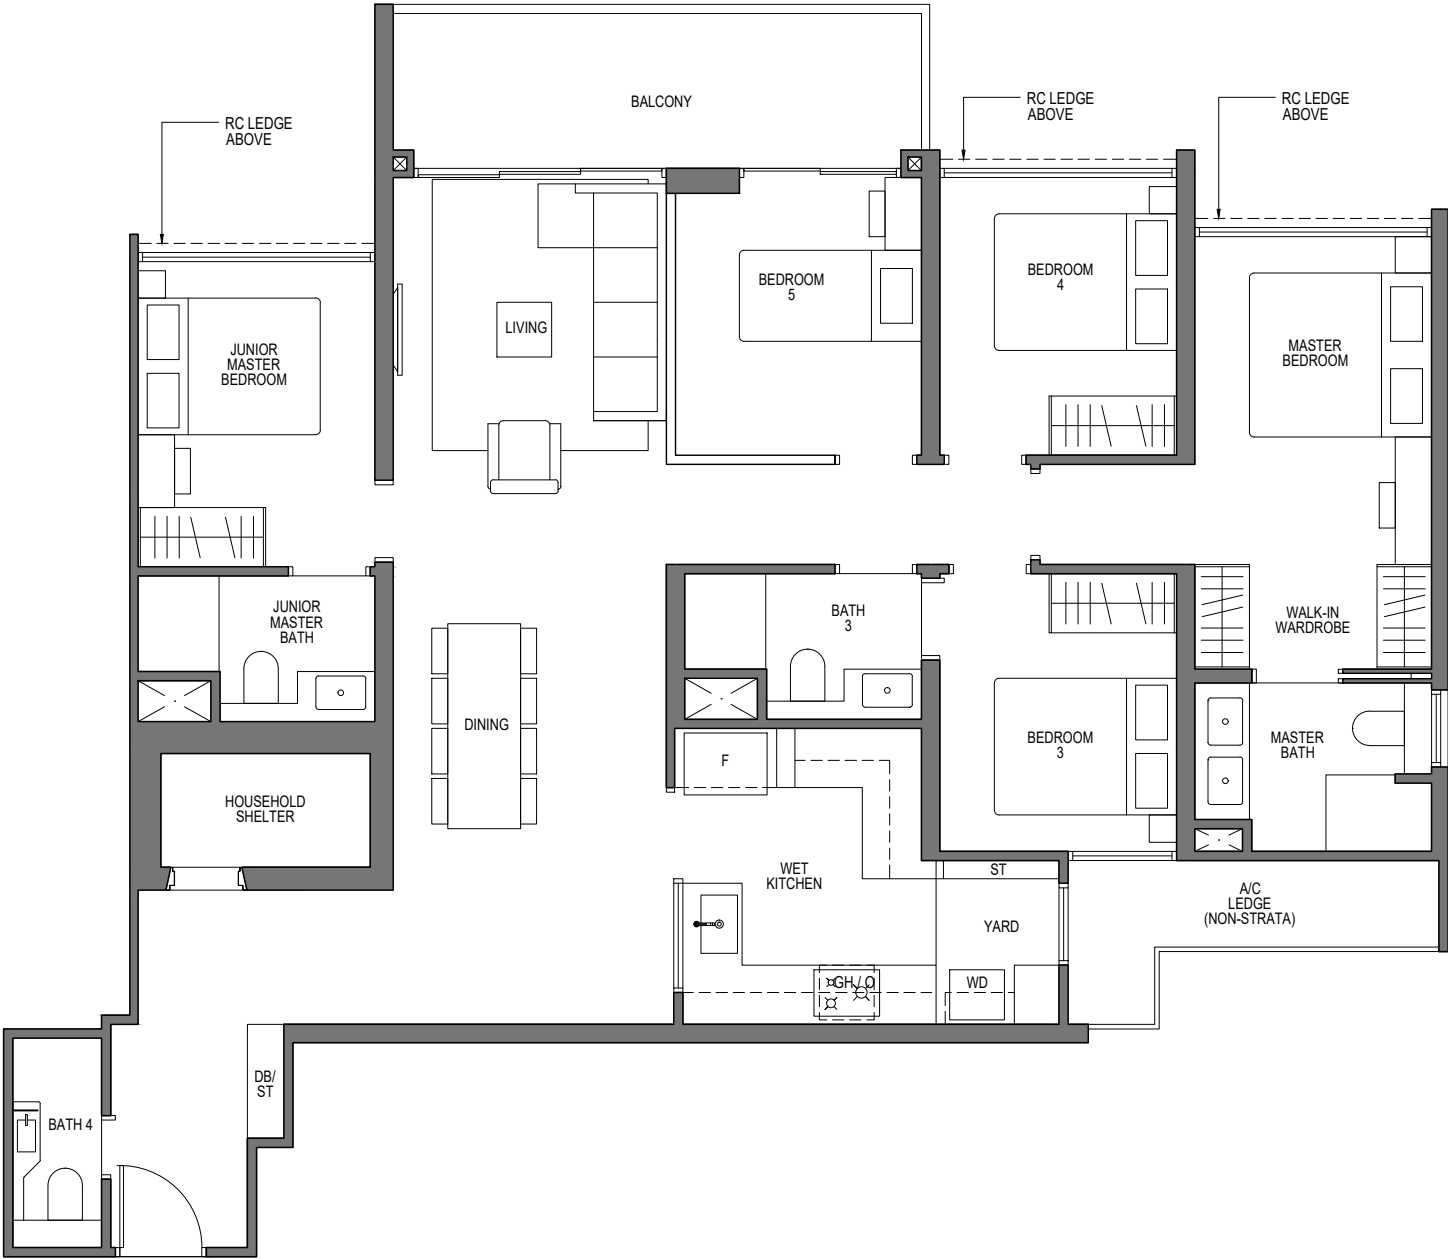 BALCONY
RC LEDGE
ABOVE
RC LEDGE
ABOVE
RC LEDGE
ABOVE
BEDROOM
5
BEDROOM
4
LIVING
JUNIOR
MASTER
BEDROOM
MASTER
BEDROOM
JUNIOR
MASTER
BATH
BATH
3
WALK-IN
WARDROBE
DINING
BEDROOM
3
MASTER
BATH
F
HOUSEHOLD
SHELTER
WET
KITCHEN
ST
A/C
LEDGE
(NON-STRATA)
YARD
GH / O
WD
DB/
ST
BATH 4